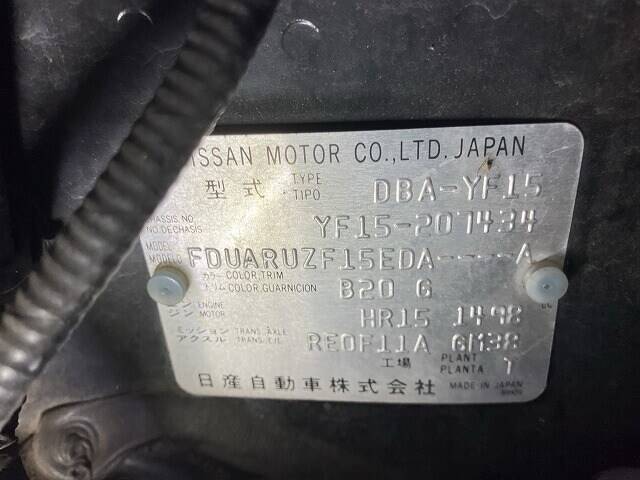 ISSAN MOTOR CO.,LTD. JAPAN
型式・ TYPE TIPO DBA-YF15
CHASSIS NO. NO.DECHASIS YF15-207434
MODEL MODELO FDUARUZF15EDA----A
カラー COLOR,TRIM
トリム COLOR,GUARNICION B20 G
エンジン ENGINE MOTOR HR15 1498 cc
ミッション TRANS. AXLE
アクスル TRANS. EJE RE0F11A GM38
工場 PLANT PLANTA 1
日産自動車株式会社 MADE IN JAPAN